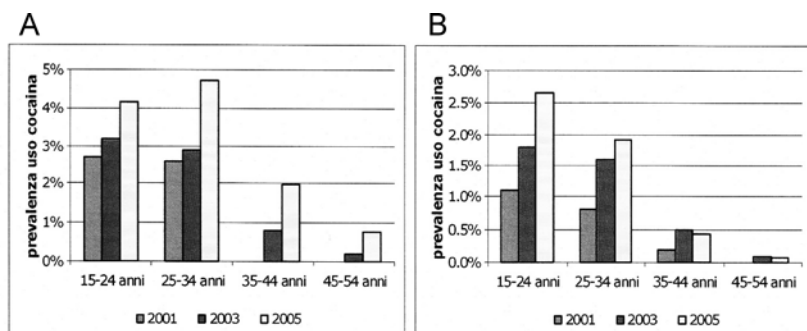 A
prevalenza uso cocaina
5%
4%
3%
2%
1%
0%
15-24 anni 25-34 anni 35-44 anni 45-54 anni
2001 2003 2005
B
prevalenza uso cocaina
3.0%
2.5%
2.0%
1.5%
1.0%
0.5%
0.0%
15-24 anni 25-34 anni 35-44 anni 45-54 anni
2001 2003 2005